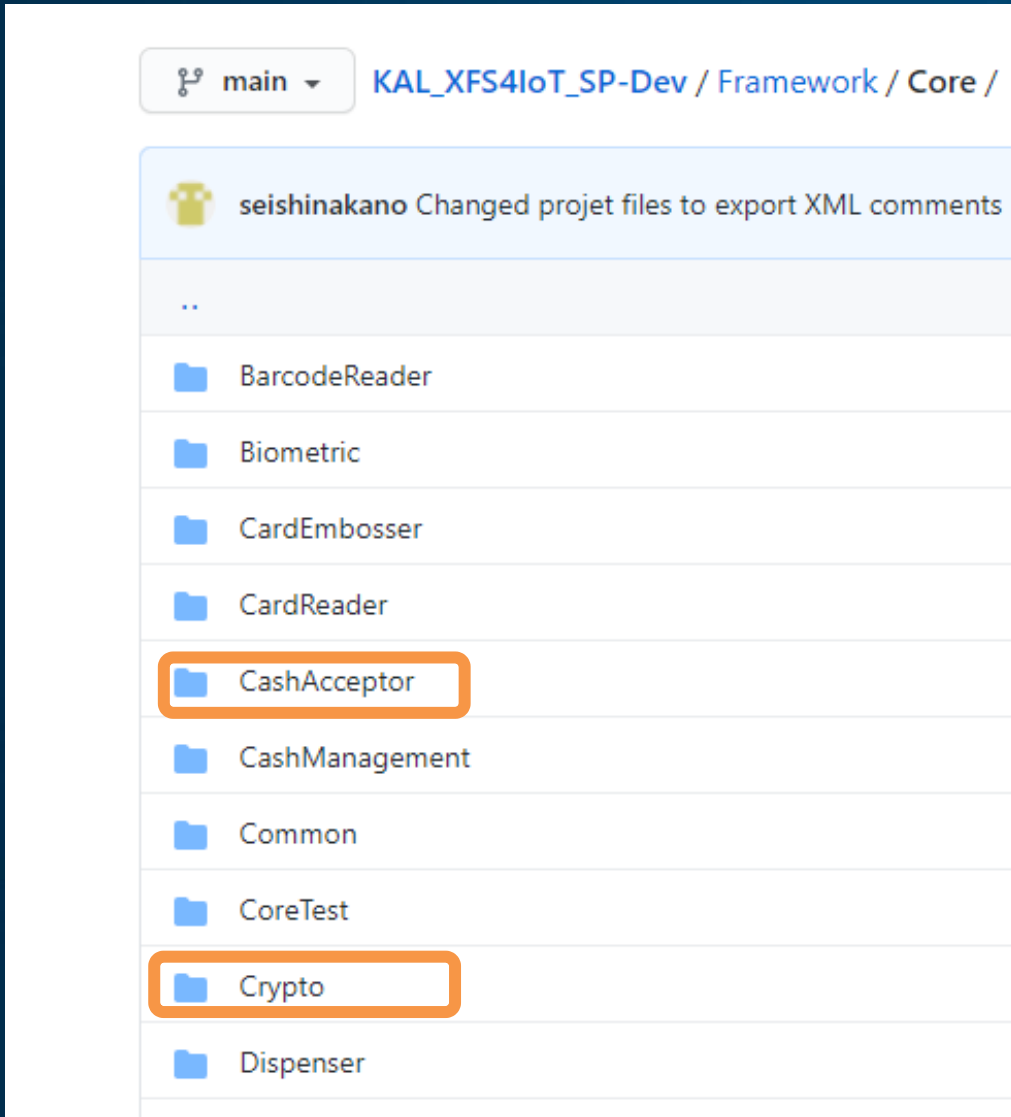 main KAL_XFS4IoT_SP-Dev / Framework / Core /
seishinakano Changed projet files to export XML comments
..
BarcodeReader
Biometric
CardEmbosser
CardReader
CashAcceptor
CashManagement
Common
CoreTest
Crypto
Dispenser